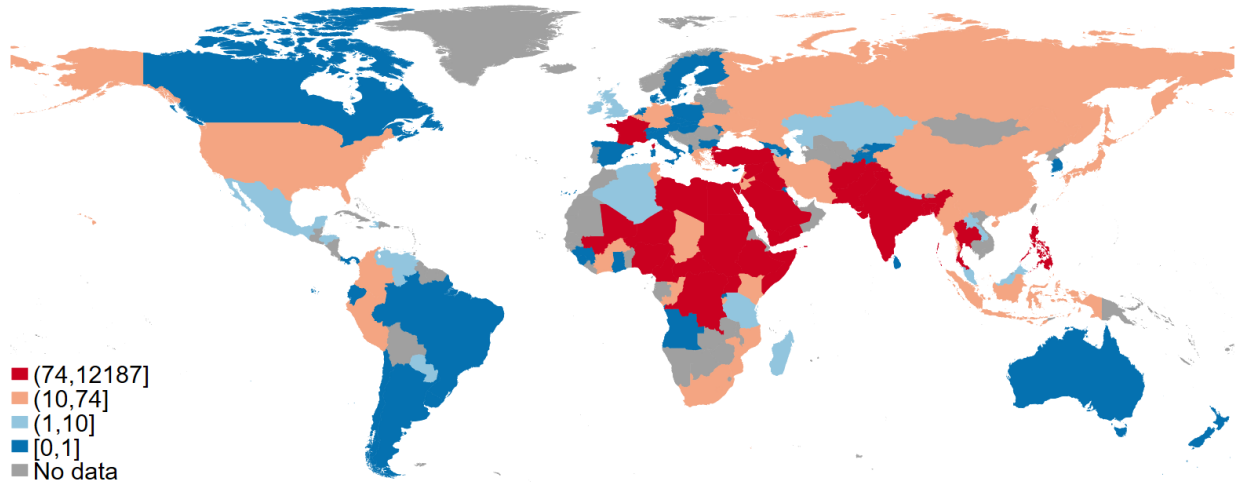 (74,12187]
(10,74]
(1,10]
[0,1]
No data